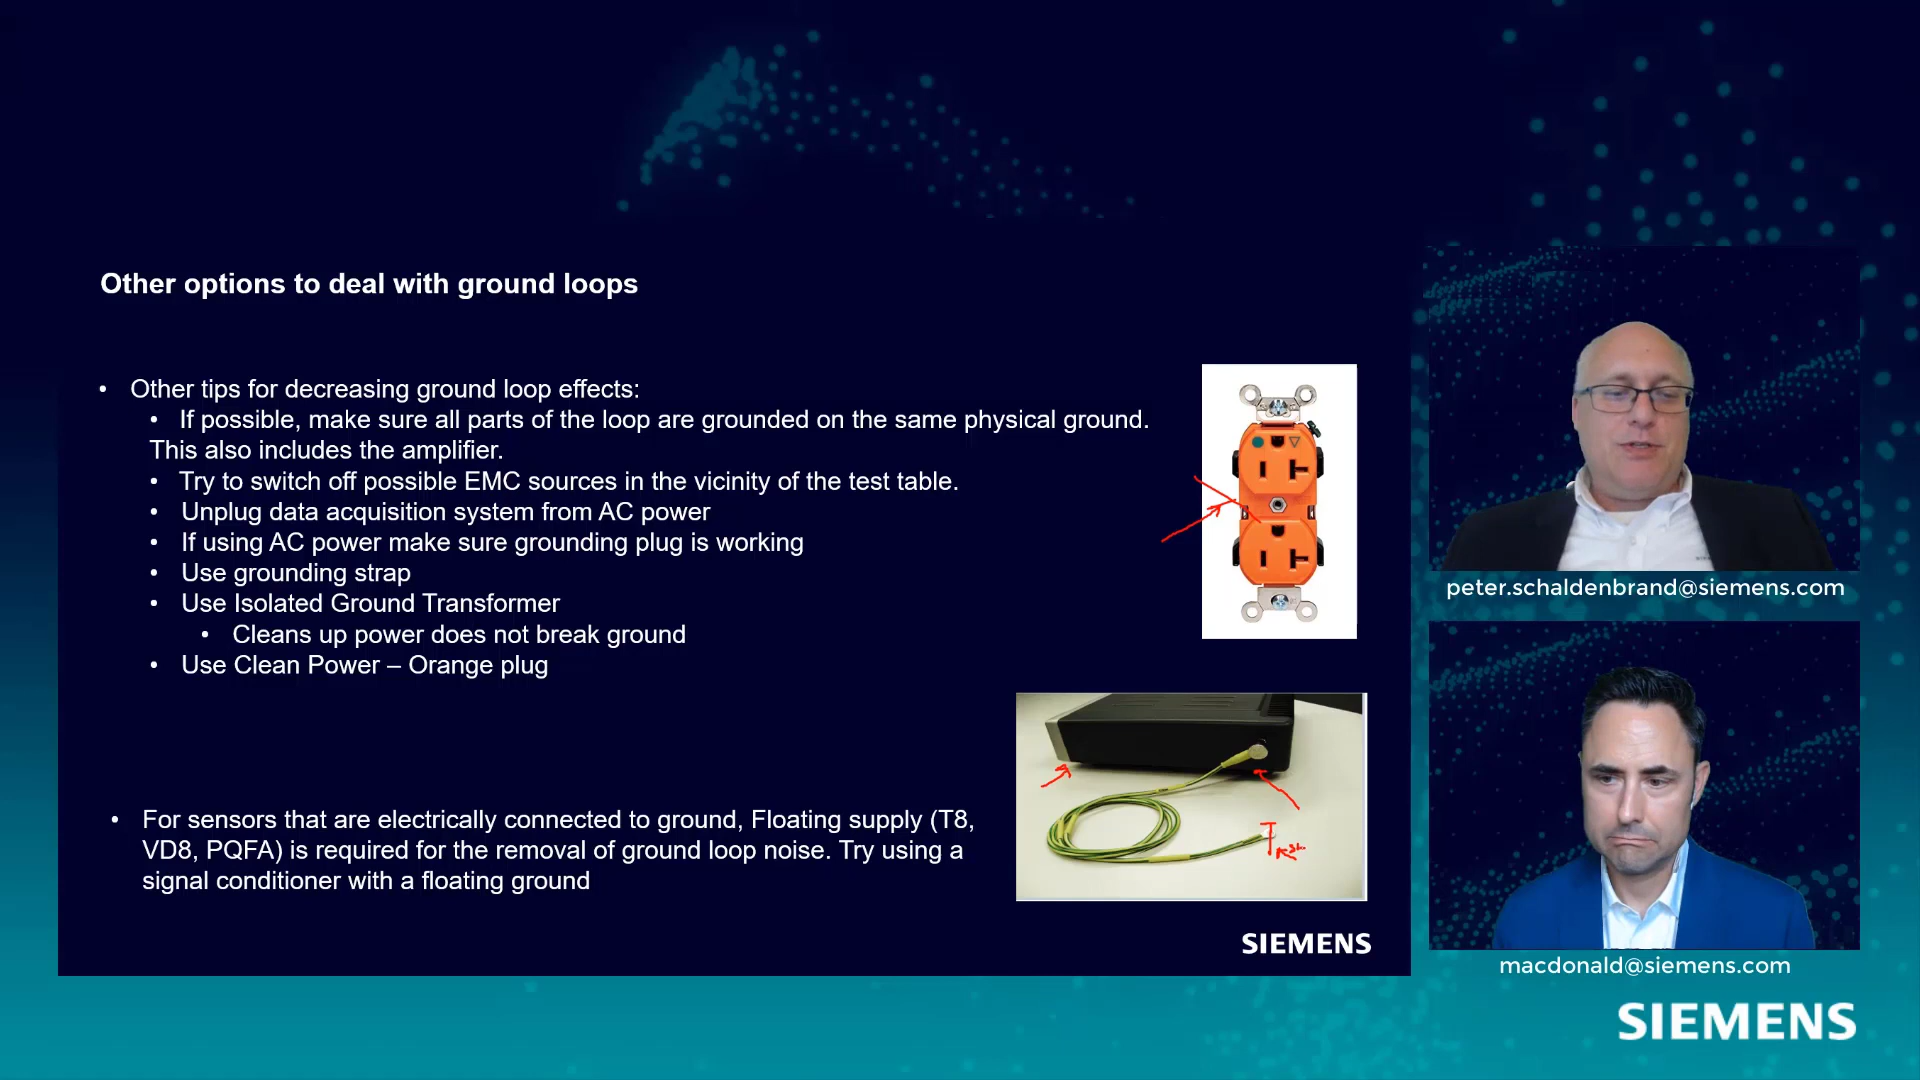 Other options to deal with ground loops
• Other tips for decreasing ground loop effects:
• If possible, make sure all parts of the loop are grounded on the same physical ground.
This also includes the amplifier.
• Try to switch off possible EMC sources in the vicinity of the test table.
• Unplug data acquisition system from AC power
• If using AC power make sure grounding plug is working
• Use grounding strap
• Use Isolated Ground Transformer
• Cleans up power does not break ground
• Use Clean Power – Orange plug
• For sensors that are electrically connected to ground, Floating supply (T8,
VD8, PQFA) is required for the removal of ground loop noise. Try using a
signal conditioner with a floating ground
SIEMENS
peter.schaldenbrand@siemens.com
macdonald@siemens.com
SIEMENS